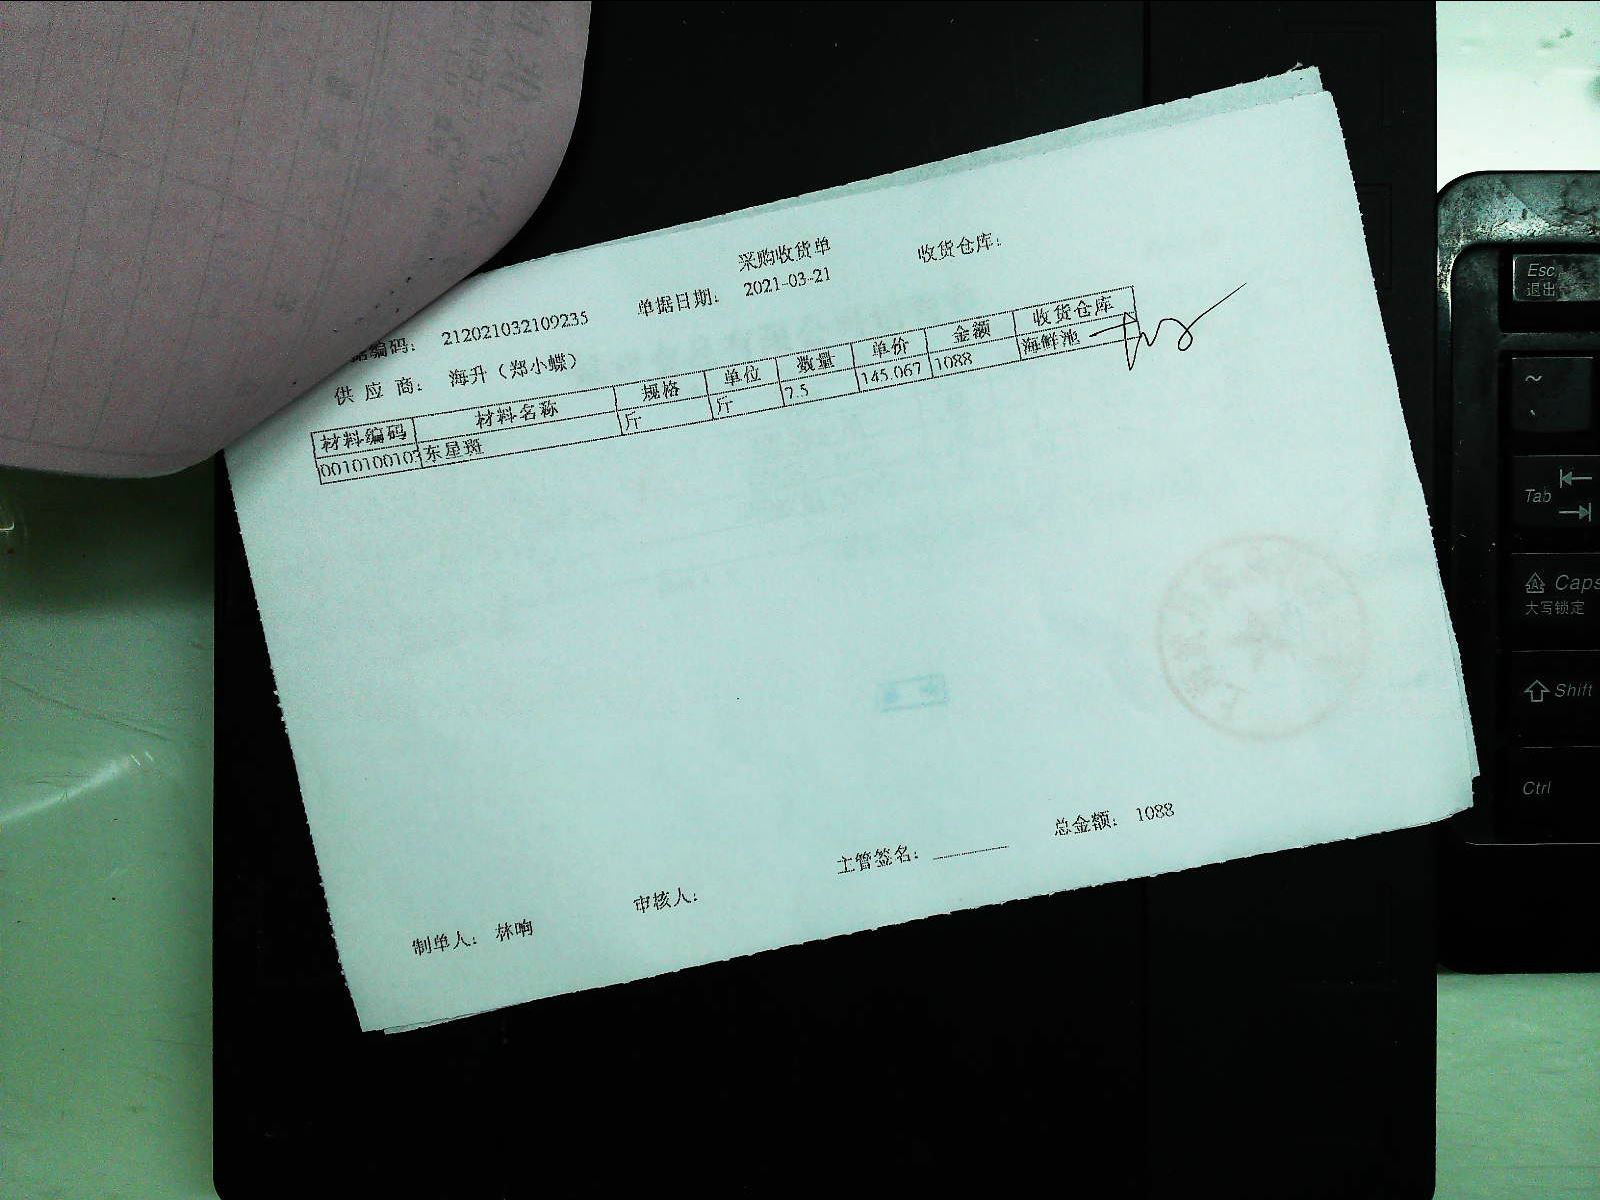 采购收货单
收货仓库:
单据日期: 2021-03-21
据编码: 212021032109235
供 应 商: 海升（郑小蝶）
材料编码 材料名称 规格 单位 数量 单价 金额 收货仓库
0010100103 东星斑 斤 斤 7.5 145.067 1088 海鲜池
总金额: 1088
主管签名:
审核人:
制单人: 林响
Esc
退出
~
Tab
Caps
大写锁定
Shift
Ctrl